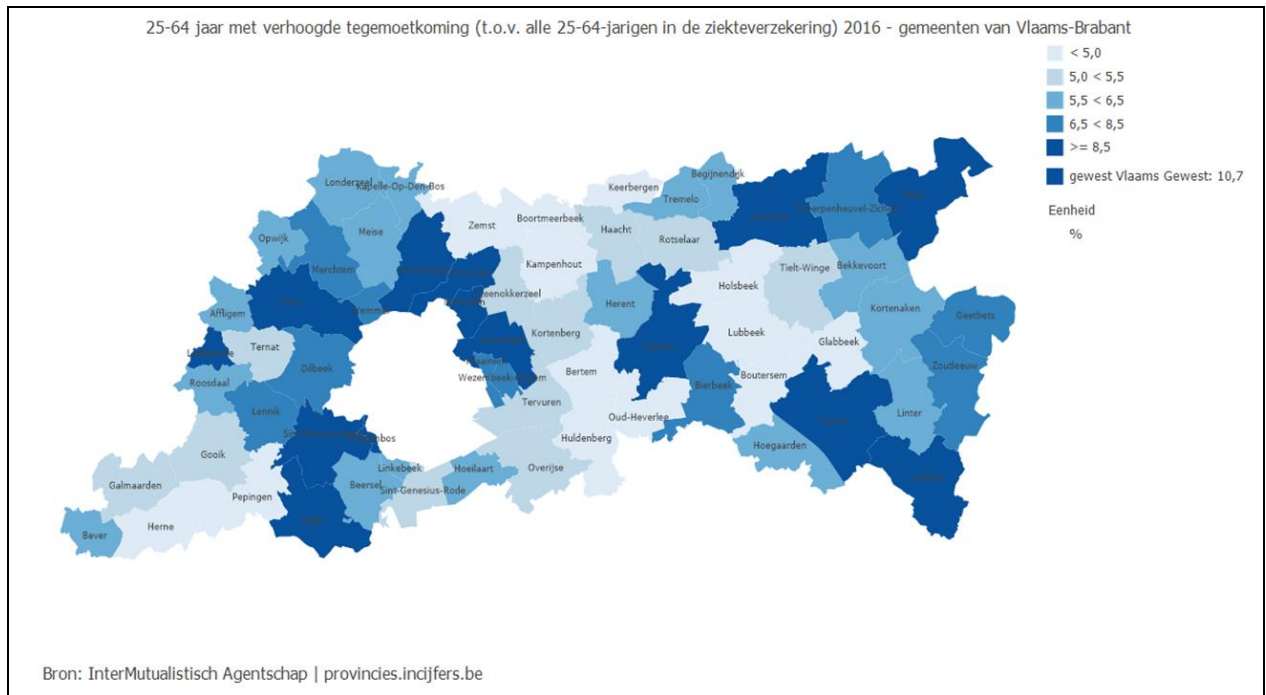 25-64 jaar met verhoogde tegemoetkoming (t.o.v. alle 25-64-jarigen in de ziekteverzekering) 2016 - gemeenten van Vlaams-Brabant
< 5,0
5,0 < 5,5
5,5 < 6,5
6,5 < 8,5
>= 8,5
gewest Vlaams Gewest: 10,7
Eenheid
%
Londerzeel
Kapelle-Op-Den-Bos
Keerbergen
Begijnendijk
Tremelo
Scherpenheuvel-Zichem
Opwijk
Meise
Zemst
Boortmeerbeek
Haacht
Rotselaar
Merchtem
Kampenhout
Tielt-Winge
Bekkevoort
Holsbeek
Affligem
Wemmel
Steenokkerzeel
Herent
Kortenaken
Geetbets
Ternat
Kortenberg
Lubbeek
Glabbeek
Dilbeek
Roosdaal
Kraainem
Wezembeek-Oppem
Bertem
Boutersem
Bierbeek
Zoutleeuw
Lennik
Tervuren
Oud-Heverlee
Linter
Huldenberg
Hoegaarden
Gooik
Linkebeek
Hoeilaart
Overijse
Galmaarden
Pepingen
Beersel
Sint-Genesius-Rode
Herne
Bever
Bron: InterMutualistisch Agentschap | provincies.incijfers.be